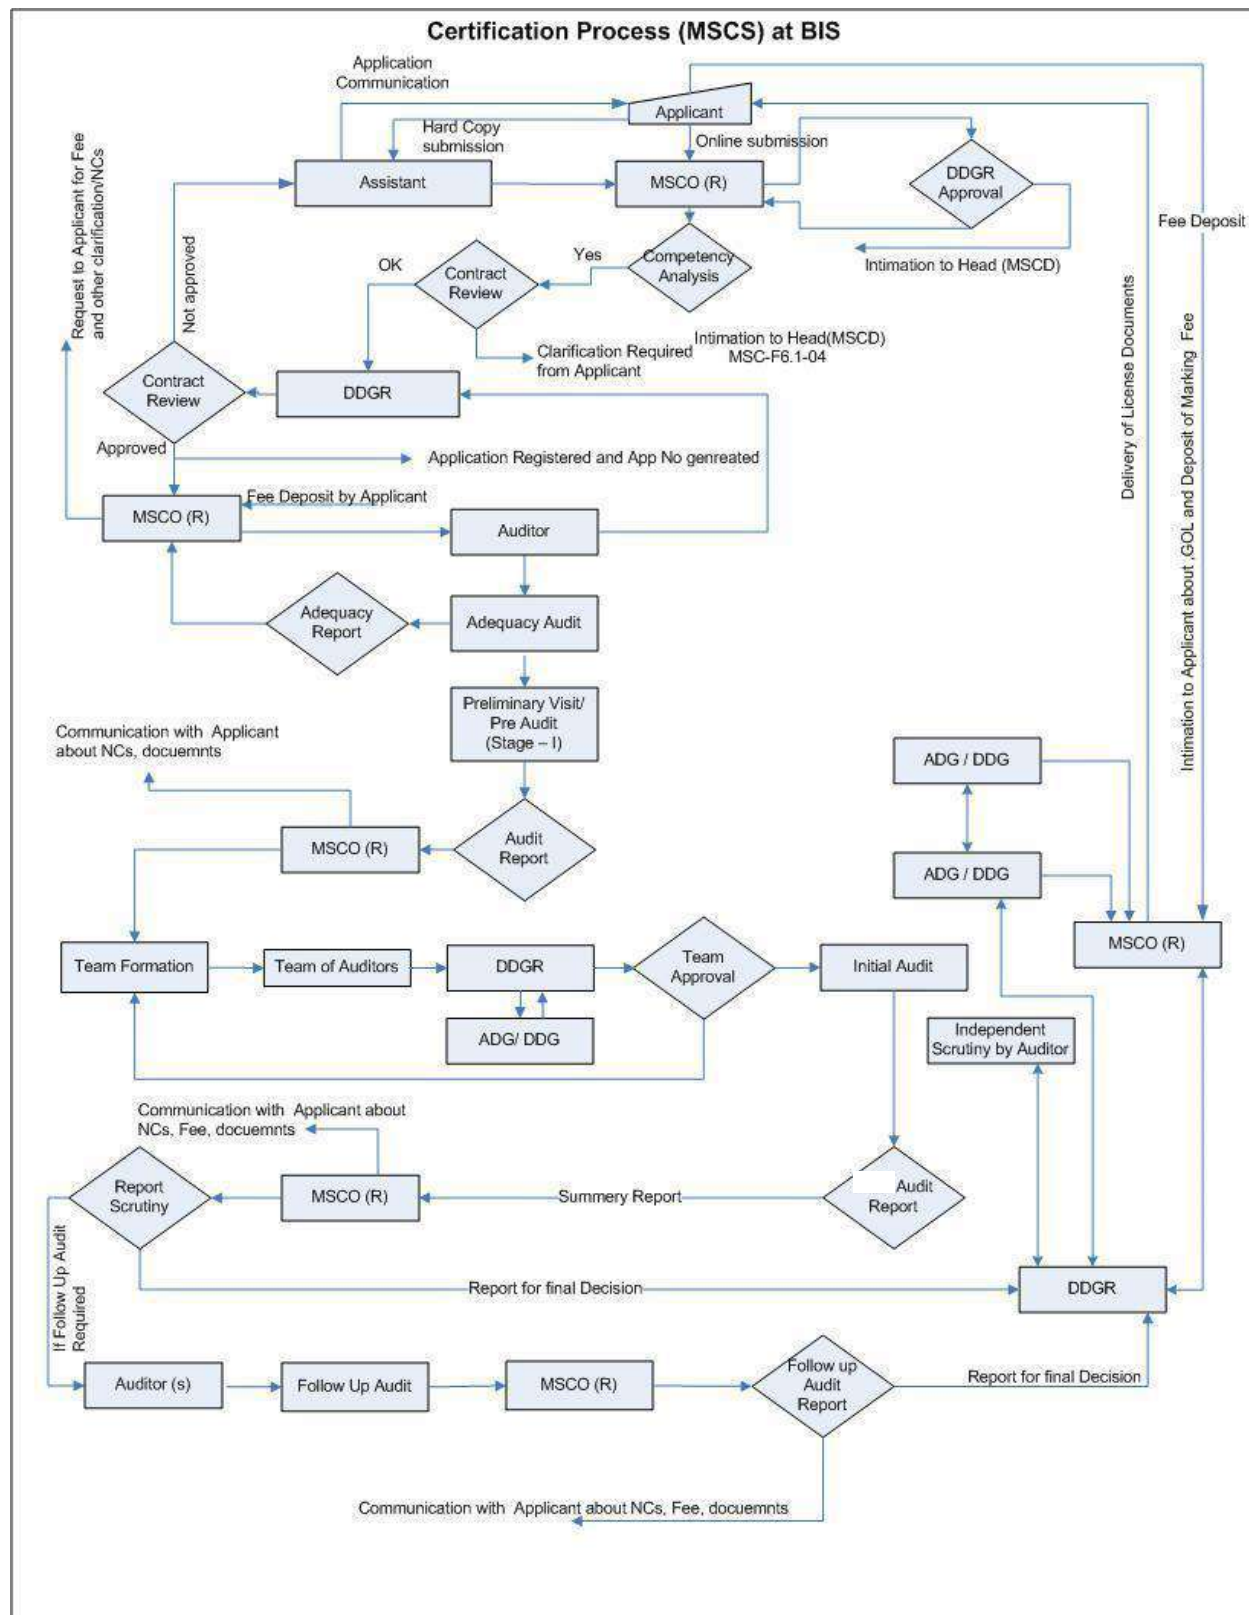 Certification Process (MSCS) at BIS
Application
Communication
Applicant
Hard Copy
submission
Online submission
Assistant
MSCO (R)
DDGR
Approval
Fee Deposit
Request to Applicant for Fee
and other clarification/NCs
Not approved
OK
Contract
Review
Yes
Competency
Analysis
Intimation to Head (MSCD)
Intimation to Head(MSCD)
MSC-F6.1-04
Clarification Required
from Applicant
Contract
Review
DDGR
Delivery of License Documents
Intimation to Applicant about ,GOL and Deposit of Marking Fee
Approved
Application Registered and App No genreated
Fee Deposit by Applicant
MSCO (R)
Auditor
Adequacy
Report
Adequacy Audit
Preliminary Visit/
Pre Audit
(Stage – I)
Communication with Applicant
about NCs, docuemnts
ADG / DDG
MSCO (R)
Audit
Report
ADG / DDG
MSCO (R)
Team Formation
Team of Auditors
DDGR
Team
Approval
Initial Audit
ADG/ DDG
Independent
Scrutiny by Auditor
Communication with Applicant about
NCs, Fee, docuemnts
Report
Scrutiny
MSCO (R)
Summery Report
Audit
Report
If Follow Up Audit
Required
Report for final Decision
DDGR
Auditor (s)
Follow Up Audit
MSCO (R)
Follow up
Audit
Report
Report for final Decision
Communication with Applicant about NCs, Fee, docuemnts